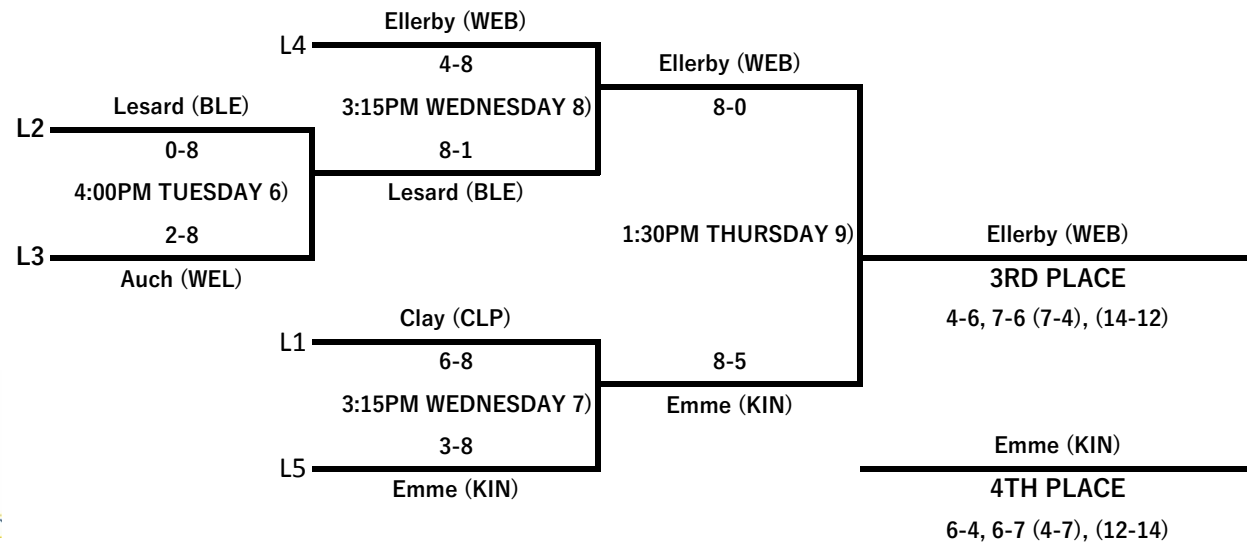 Ellerby (WEB)
L4
4-8
Ellerby (WEB)
3:15PM WEDNESDAY 8)
8-0
Lesard (BLE)
L2
0-8
8-1
4:00PM TUESDAY 6)
Lesard (BLE)
2-8
1:30PM THURSDAY 9)
Ellerby (WEB)
L3
Auch (WEL)
3RD PLACE
4-6, 7-6 (7-4), (14-12)
Clay (CLP)
L1
6-8
8-5
3:15PM WEDNESDAY 7)
Emme (KIN)
3-8
Emme (KIN)
L5
Emme (KIN)
4TH PLACE
6-4, 6-7 (4-7), (12-14)